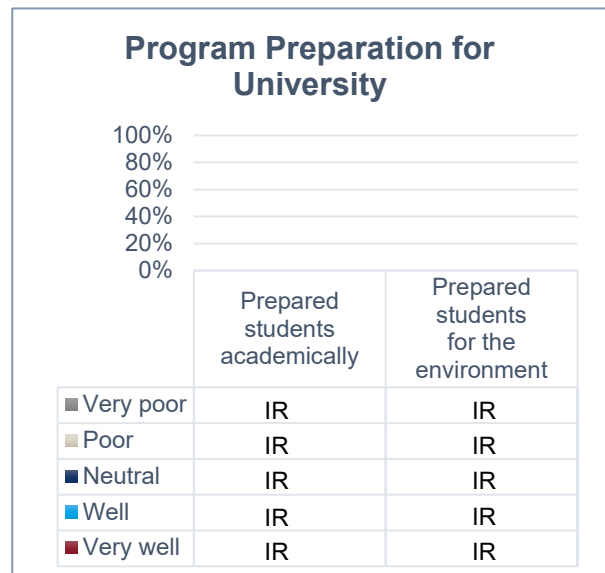 Program Preparation for
University
100%
80%
60%
40%
20%
0%
Prepared
students
academically
Prepared
students
for the
environment
Very poor IR IR
Poor IR IR
Neutral IR IR
Well IR IR
Very well IR IR